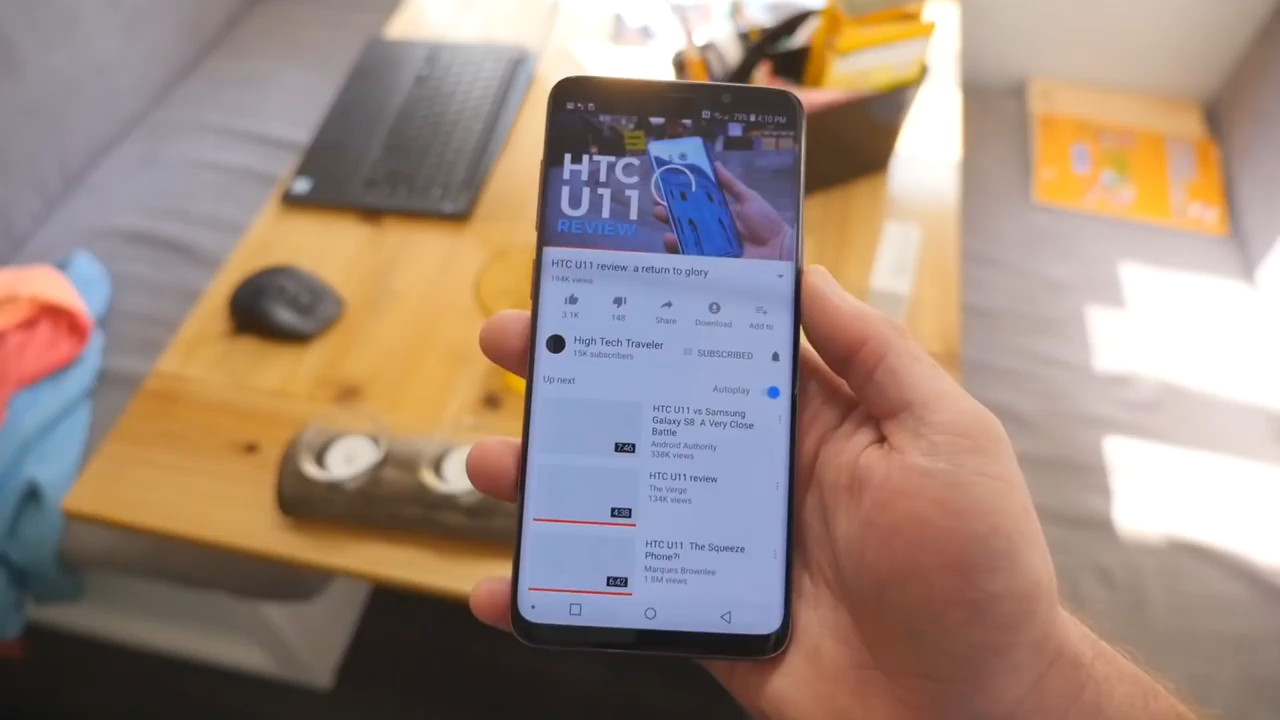 79% 4:10 PM
HTC
U11
REVIEW
HTC U11 review a return to glory
194K views
3.1K
148
Share
Download
Add to
High Tech Traveler
15K subscribers
SUBSCRIBED
Up next
Autoplay
HTC U11 vs Samsung
Galaxy S8 A Very Close
Battle
Android Authority
338K views
7:46
HTC U11 review
The Verge
134K views
4:38
HTC U11 The Squeeze
Phone?!
Marques Brownlee
1.8M views
6:42